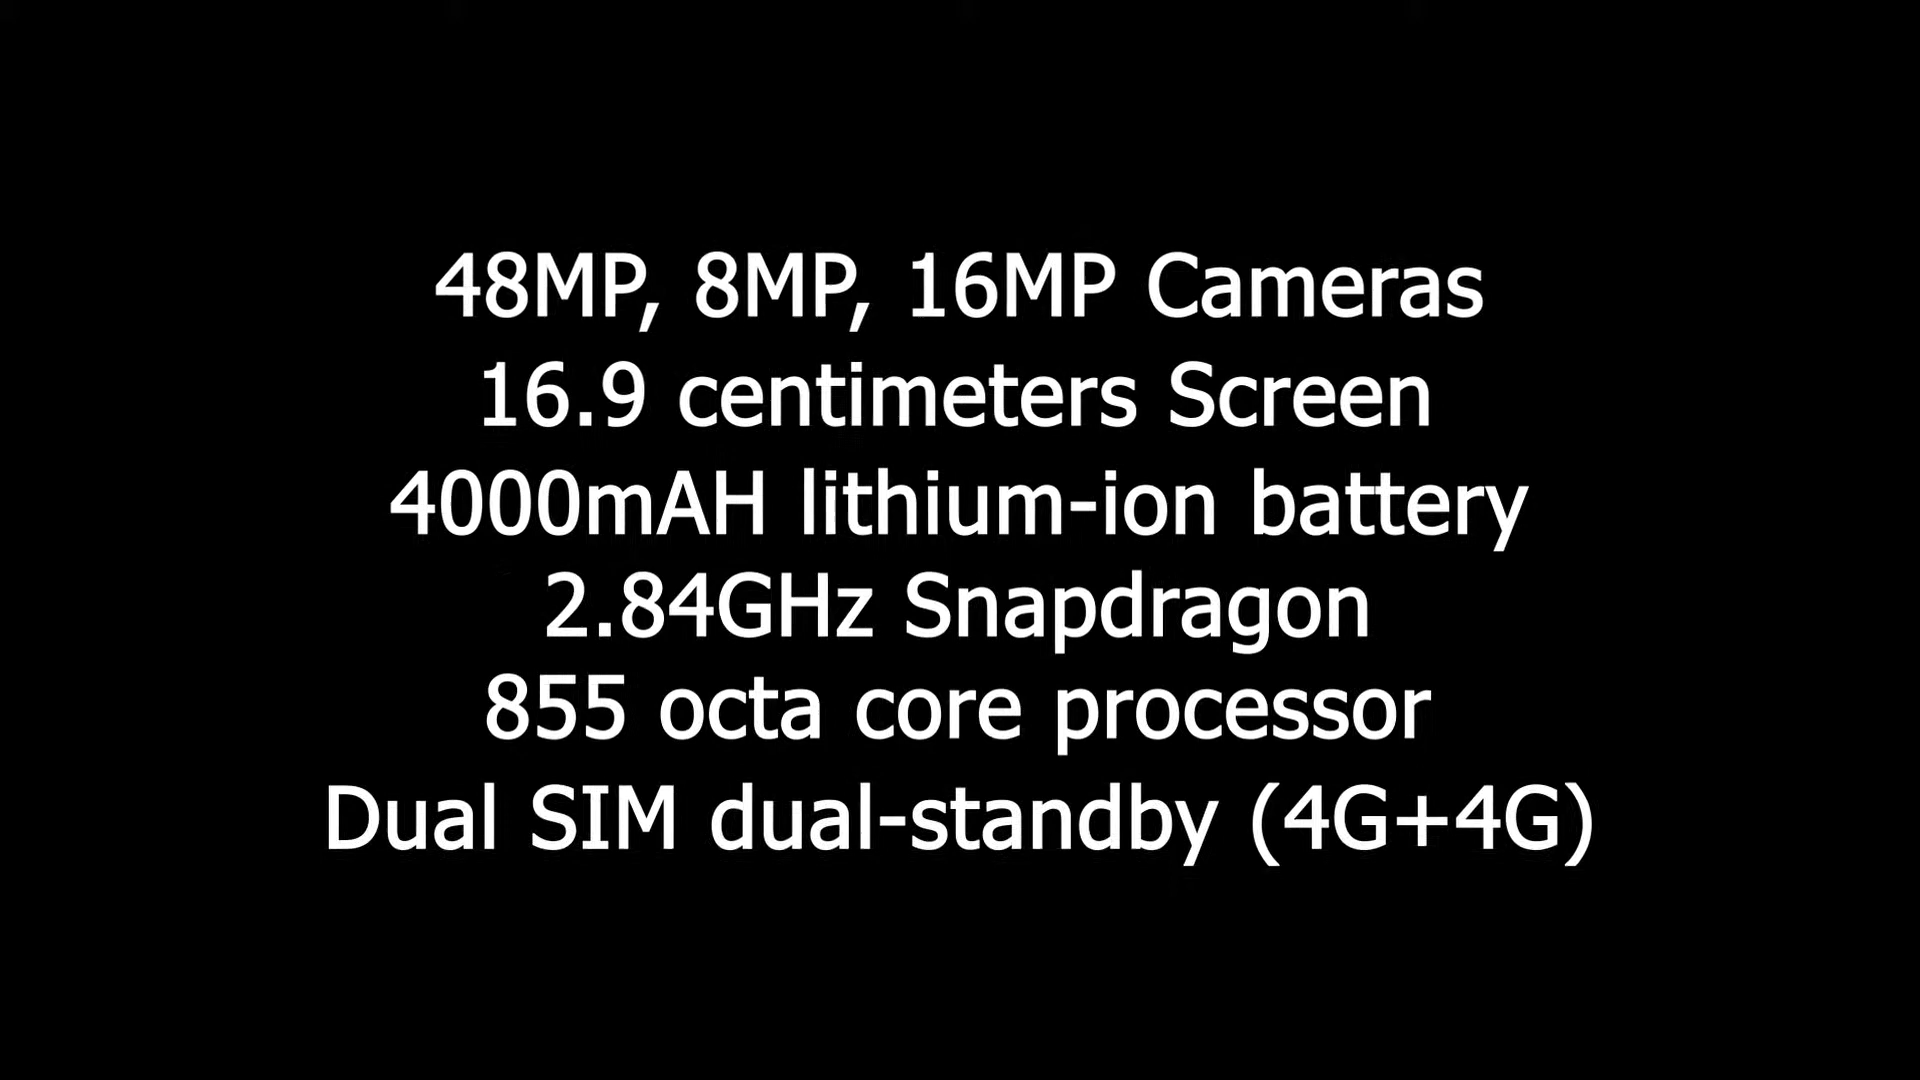 48MP, 8MP, 16MP Cameras
16.9 centimeters Screen
4000mAH lithium-ion battery
2.84GHz Snapdragon
855 octa core processor
Dual SIM dual-standby (4G+4G)